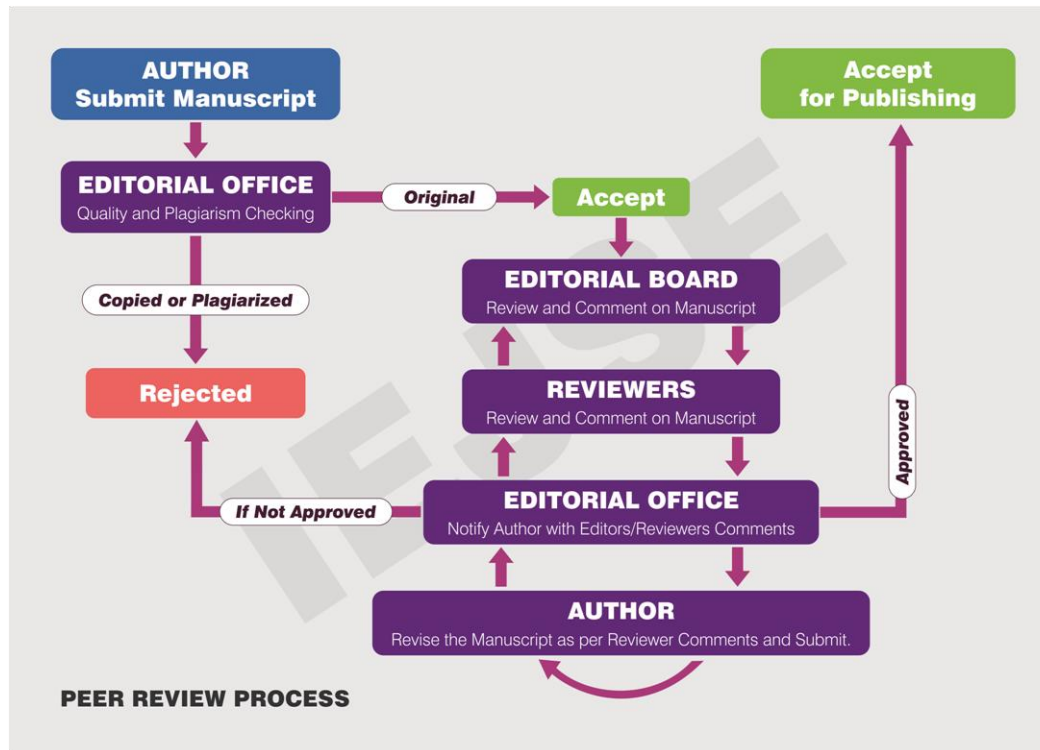 AUTHOR
Submit Manuscript
Accept
for Publishing
EDITORIAL OFFICE
Quality and Plagiarism Checking
Original
Accept
EDITORIAL BOARD
Review and Comment on Manuscript
Copied or Plagiarized
Rejected
REVIEWERS
Review and Comment on Manuscript
Approved
If Not Approved
EDITORIAL OFFICE
Notify Author with Editors/Reviewers Comments
AUTHOR
Revise the Manuscript as per Reviewer Comments and Submit.
PEER REVIEW PROCESS
IEJSE